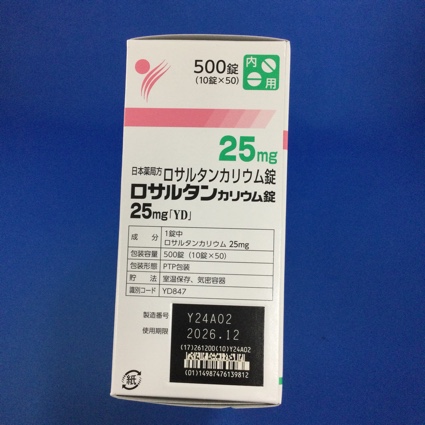 500錠
(10錠×50)
内
用
25mg
日本薬局方 ロサルタンカリウム錠
ロサルタンカリウム錠
25mg「YD」
成 分 1錠中
ロサルタンカリウム 25mg
包装容量 500錠 (10錠×50)
包装形態 PTP包装
貯 法 室温保存、気密容器
識別コード YD847
製造番号 Y24A02
使用期限 2026.12
(17)261200(10)Y24A02
(01)14987476139812
紙